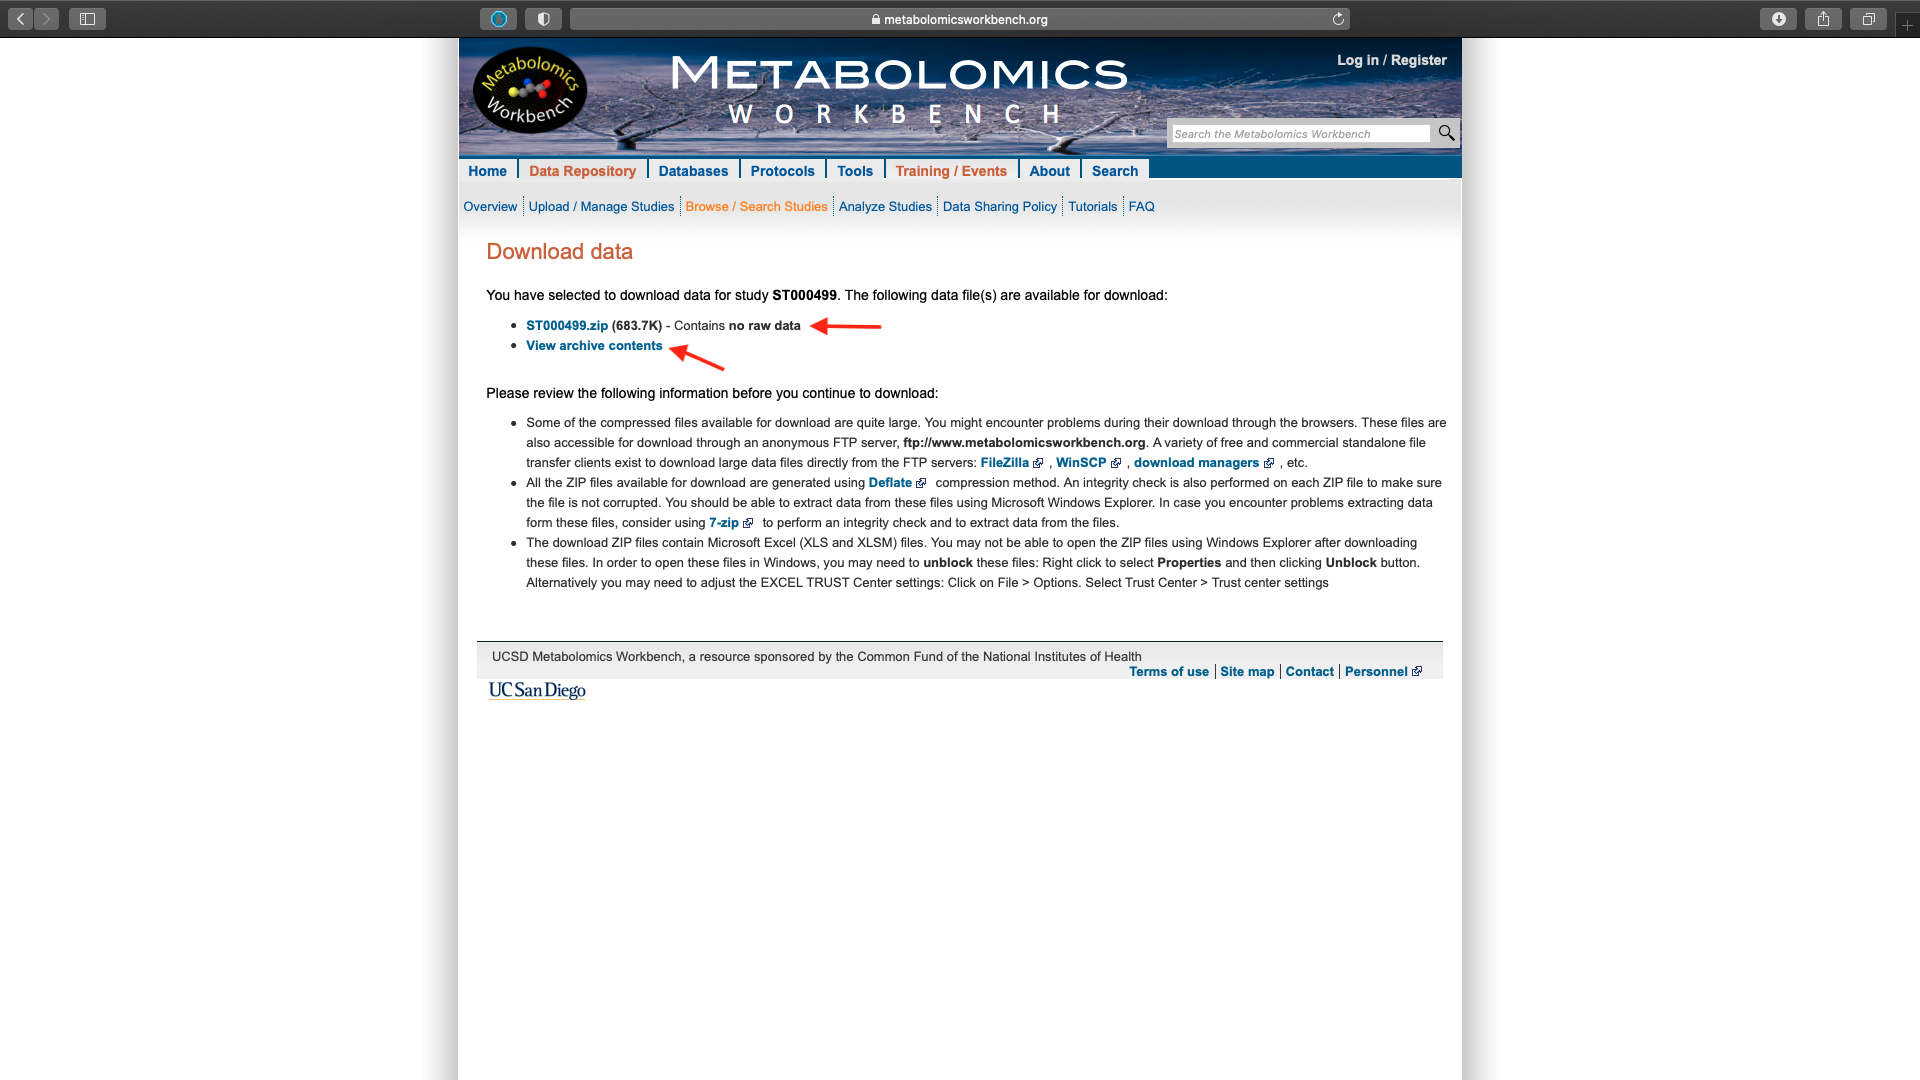 metabolomicsworkbench.org
Metabolomics
Workbench
METABOLOMICS
WORKBENCH
Log in / Register
Search the Metabolomics Workbench
Home Data Repository Databases Protocols Tools Training / Events About Search
Overview Upload / Manage Studies Browse / Search Studies Analyze Studies Data Sharing Policy Tutorials FAQ
Download data
You have selected to download data for study ST000499. The following data file(s) are available for download:
• ST000499.zip (683.7K) - Contains no raw data
• View archive contents
Please review the following information before you continue to download:
• Some of the compressed files available for download are quite large. You might encounter problems during their download through the browsers. These files are
also accessible for download through an anonymous FTP server, ftp://www.metabolomicsworkbench.org. A variety of free and commercial standalone file
transfer clients exist to download large data files directly from the FTP servers: FileZilla , WinSCP , download managers , etc.
• All the ZIP files available for download are generated using Deflate compression method. An integrity check is also performed on each ZIP file to make sure
the file is not corrupted. You should be able to extract data from these files using Microsoft Windows Explorer. In case you encounter problems extracting data
form these files, consider using 7-zip to perform an integrity check and to extract data from the files.
• The download ZIP files contain Microsoft Excel (XLS and XLSM) files. You may not be able to open the ZIP files using Windows Explorer after downloading
these files. In order to open these files in Windows, you may need to unblock these files: Right click to select Properties and then clicking Unblock button.
Alternatively you may need to adjust the EXCEL TRUST Center settings: Click on File > Options. Select Trust Center > Trust center settings
UCSD Metabolomics Workbench, a resource sponsored by the Common Fund of the National Institutes of Health
Terms of use Site map Contact Personnel
UC San Diego